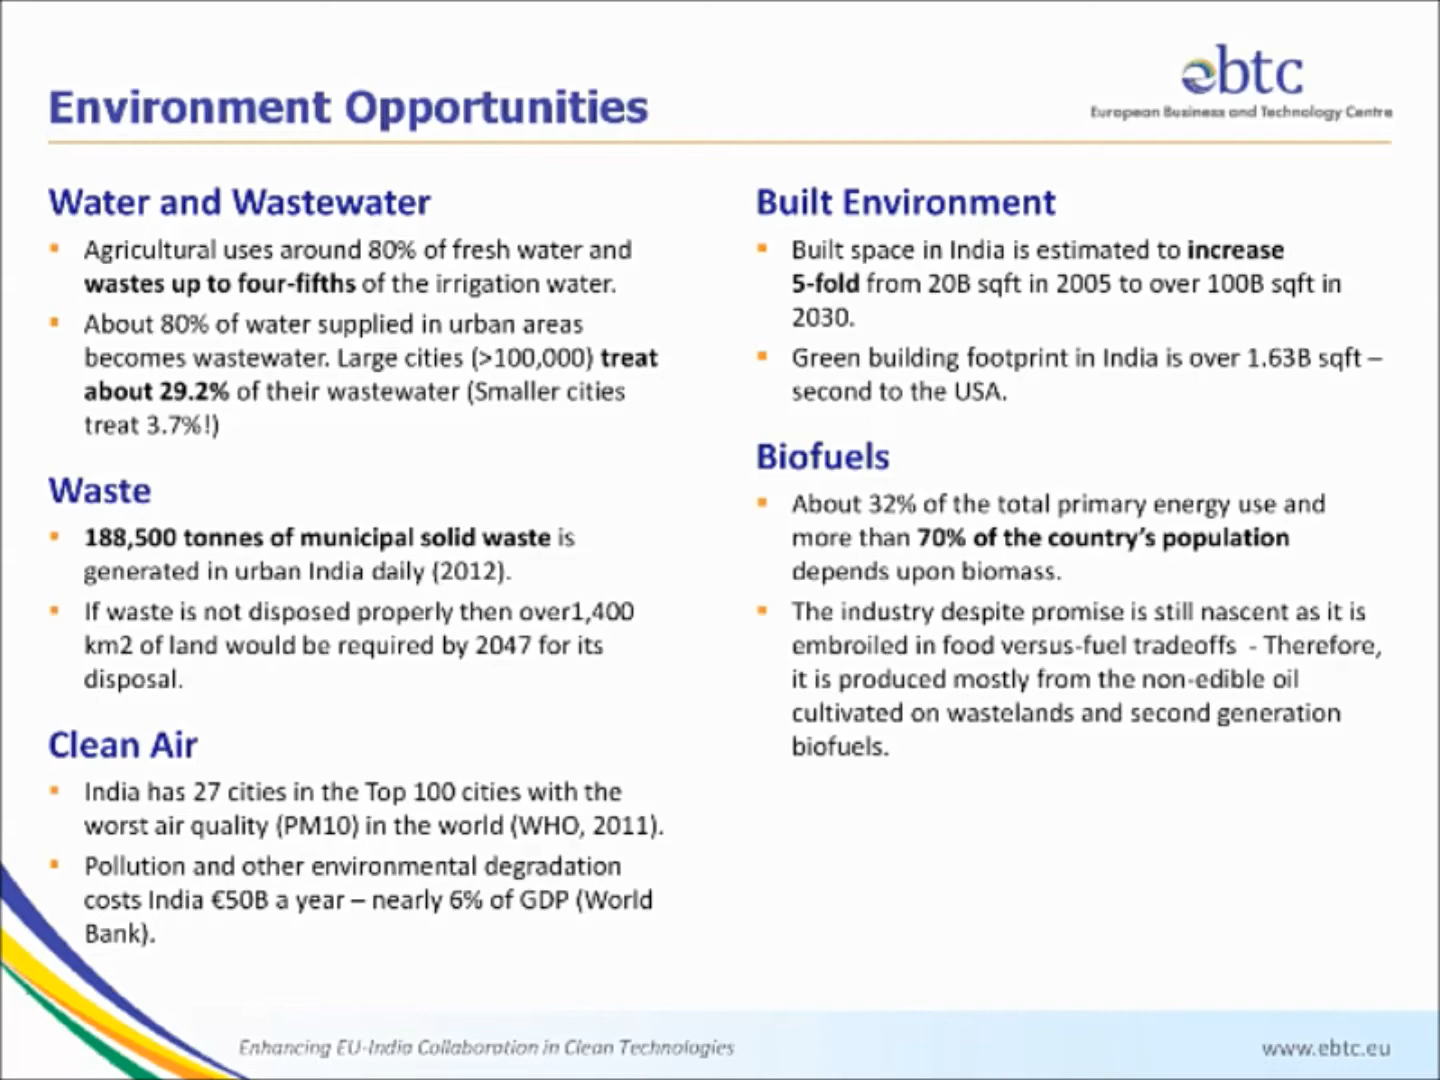 Environment Opportunities
ebtc
European Business and Technology Centre
Water and Wastewater
Agricultural uses around 80% of fresh water and
wastes up to four-fifths of the irrigation water.
About 80% of water supplied in urban areas
becomes wastewater. Large cities (>100,000) treat
about 29.2% of their wastewater (Smaller cities
treat 3.7%!)
Waste
188,500 tonnes of municipal solid waste is
generated in urban India daily (2012).
If waste is not disposed properly then over1,400
km2 of land would be required by 2047 for its
disposal.
Clean Air
India has 27 cities in the Top 100 cities with the
worst air quality (PM10) in the world (WHO, 2011).
Pollution and other environmental degradation
costs India €50B a year – nearly 6% of GDP (World
Bank).
Built Environment
Built space in India is estimated to increase
5-fold from 20B sqft in 2005 to over 100B sqft in
2030.
Green building footprint in India is over 1.63B sqft –
second to the USA.
Biofuels
About 32% of the total primary energy use and
more than 70% of the country's population
depends upon biomass.
The industry despite promise is still nascent as it is
embroiled in food versus-fuel tradeoffs - Therefore,
it is produced mostly from the non-edible oil
cultivated on wastelands and second generation
biofuels.
Enhancing EU-India Collaboration in Clean Technologies
www.ebtc.eu